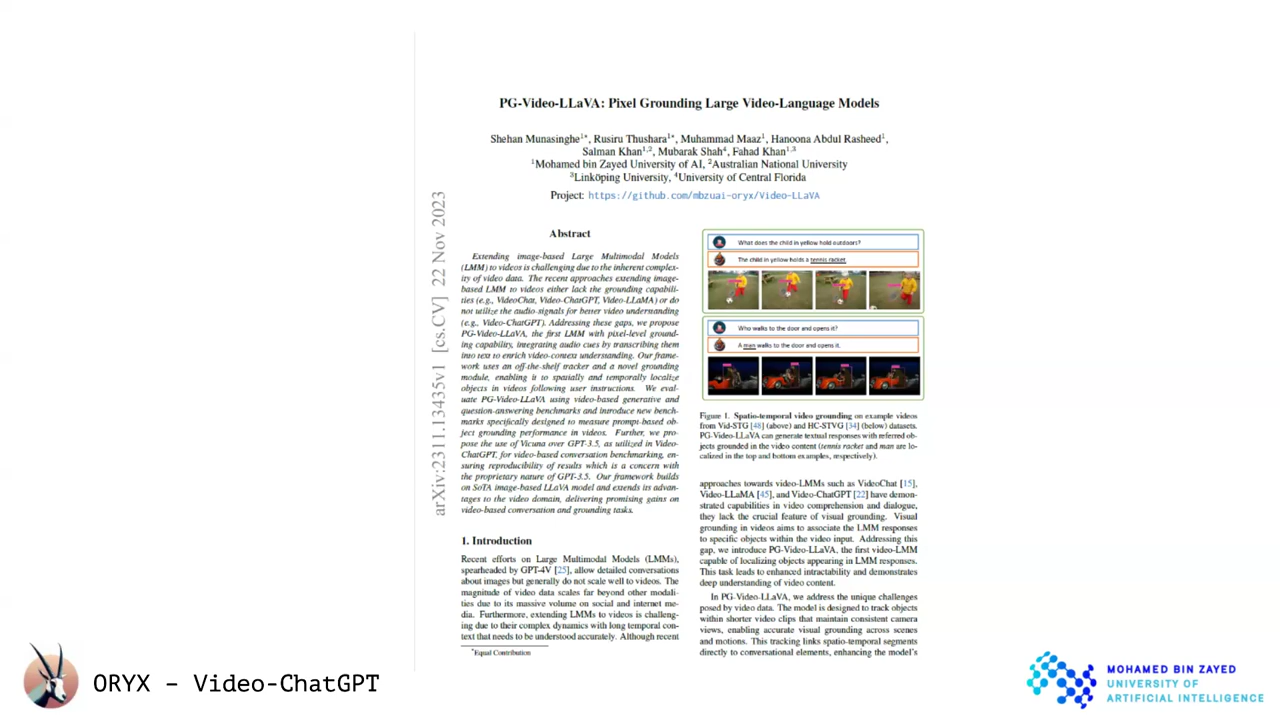 PG-Video-LLaVA: Pixel Grounding Large Video-Language Models
Shehan Munasinghe1*, Rusiru Thushara1*, Muhammad Maaz1, Hanoona Abdul Rasheed1,
Salman Khan1,2, Mubarak Shah4, Fahad Khan1,3
1Mohamed bin Zayed University of AI, 2Australian National University
3Linköping University, 4University of Central Florida
Project: https://github.com/mbzuai-oryx/Video-LLaVA
arXiv:2311.13435v1 [cs.CV] 22 Nov 2023
Abstract
Extending image-based Large Multimodal Models
(LMM) to videos is challenging due to the inherent complex-
ity of video data. The recent approaches extending image-
based LMM to videos either lack the grounding capabili-
ties (e.g., VideoChat, Video-ChatGPT, Video-LLaMA) or do
not utilize the audio-signals for better video understanding
(e.g., Video-ChatGPT). Addressing these gaps, we propose
PG-Video-LLaVA, the first LMM with pixel-level ground-
ing capability, integrating audio cues by transcribing them
into text to enrich video-context understanding. Our frame-
work uses an off-the-shelf tracker and a novel grounding
module, enabling it to spatially and temporally localize
objects in videos following user instructions. We eval-
uate PG-Video-LLaVA using video-based generative and
question-answering benchmarks and introduce new bench-
marks specifically designed to measure prompt-based ob-
ject grounding performance in videos. Further, we pro-
pose the use of Vicuna over GPT-3.5, as utilized in Video-
ChatGPT, for video-based conversation benchmarking, en-
suring reproducibility of results which is a concern with
the proprietary nature of GPT-3.5. Our framework builds
on SoTA image-based LLaVA model and extends its advan-
tages to the video domain, delivering promising gains on
video-based conversation and grounding tasks.
1. Introduction
Recent efforts on Large Multimodal Models (LMMs),
spearheaded by GPT-4V [25], allow detailed conversations
about images but generally do not scale well to videos. The
magnitude of video data scales far beyond other modali-
ties due to its massive volume on social and internet me-
dia. Furthermore, extending LMMs to videos is challeng-
ing due to their complex dynamics with long temporal con-
text that needs to be understood accurately. Although recent
*Equal Contribution
What does the child in yellow hold outdoors?
The child in yellow holds a tennis racket.
Who walks to the door and opens it?
A man walks to the door and opens it.
Figure 1. Spatio-temporal video grounding on example videos
from Vid-STG [48] (above) and HC-STVG [34] (below) datasets.
PG-Video-LLaVA can generate textual responses with referred ob-
jects grounded in the video content (tennis racket and man are lo-
calized in the top and bottom examples, respectively).
approaches towards video-LMMs such as VideoChat [15],
Video-LLaMA [45], and Video-ChatGPT [22] have demon-
strated capabilities in video comprehension and dialogue,
they lack the crucial feature of visual grounding. Visual
grounding in videos aims to associate the LMM responses
to specific objects within the video input. Addressing this
gap, we introduce PG-Video-LLaVA, the first video-LMM
capable of localizing objects appearing in LMM responses.
This task leads to enhanced intractability and demonstrates
deep understanding of video content.
In PG-Video-LLaVA, we address the unique challenges
posed by video data. The model is designed to track objects
within shorter video clips that maintain consistent camera
views, enabling accurate visual grounding across scenes
and motions. This tracking links spatio-temporal segments
directly to conversational elements, enhancing the model's
ORYX – Video-ChatGPT
MOHAMED BIN ZAYED
UNIVERSITY OF
ARTIFICIAL INTELLIGENCE